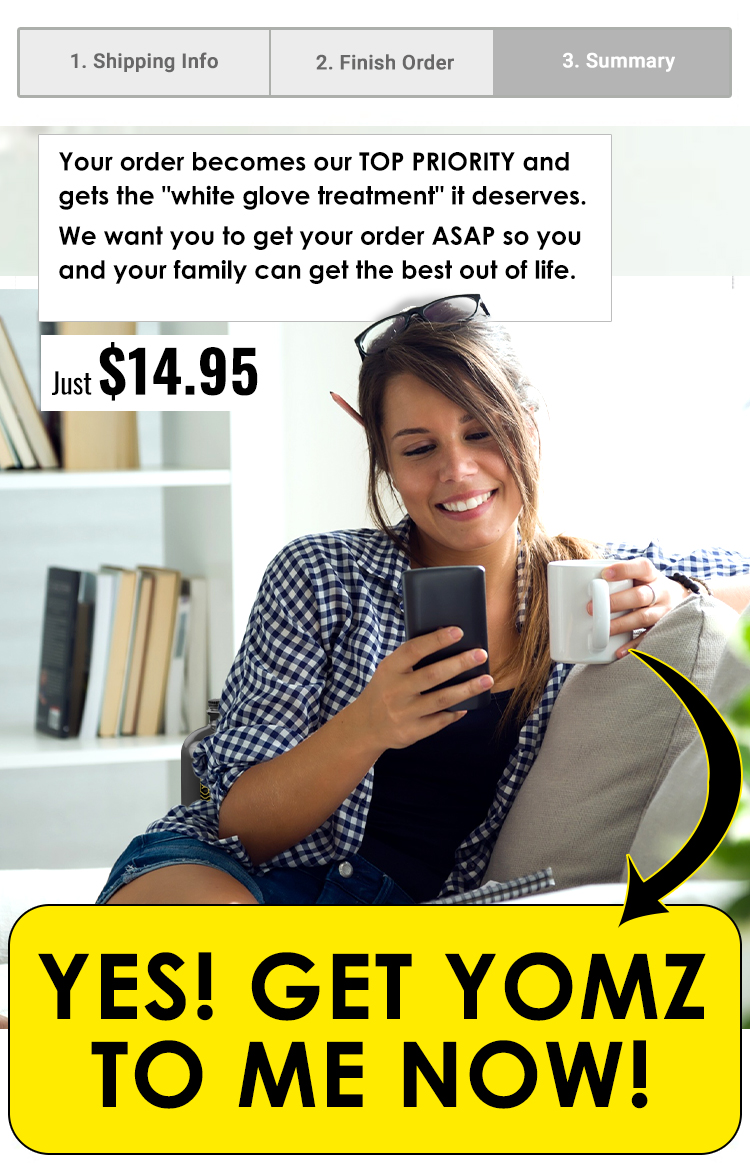 1. Shipping Info
2. Finish Order
3. Summary
Your order becomes our TOP PRIORITY and
gets the "white glove treatment" it deserves.
We want you to get your order ASAP so you
and your family can get the best out of life.
Just $14.95
YES! GET YOMZ
TO ME NOW!